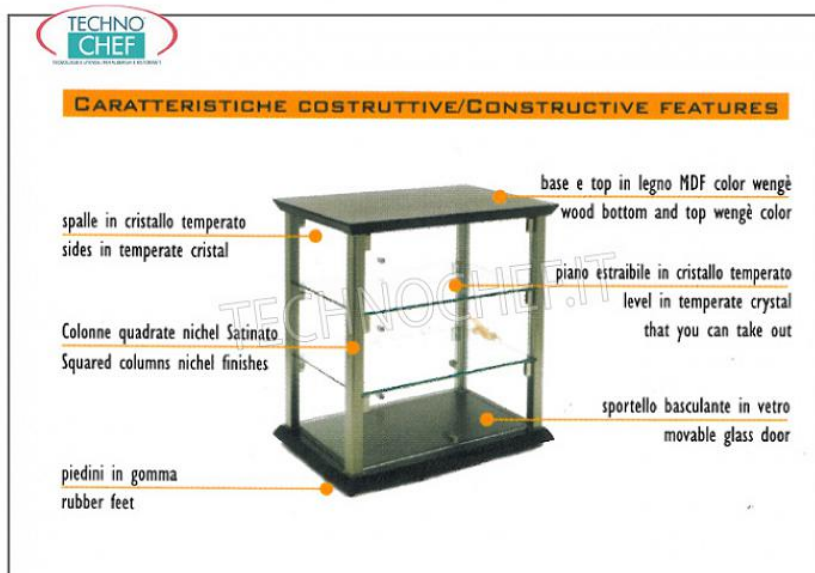 TECHNO
CHEF
CARATTERISTICHE COSTRUTTIVE/CONSTRUCTIVE FEATURES
base e top in legno MDF color wengè
wood bottom and top wengè color
spalle in cristallo temperato
sides in temperate cristal
piano estraibile in cristallo temperato
level in temperate crystal
that you can take out
TECHNOCHEF.IT
Colonne quadrate nichel Satinato
Squared columns nichel finishes
sportello basculante in vetro
movable glass door
piedini in gomma
rubber feet